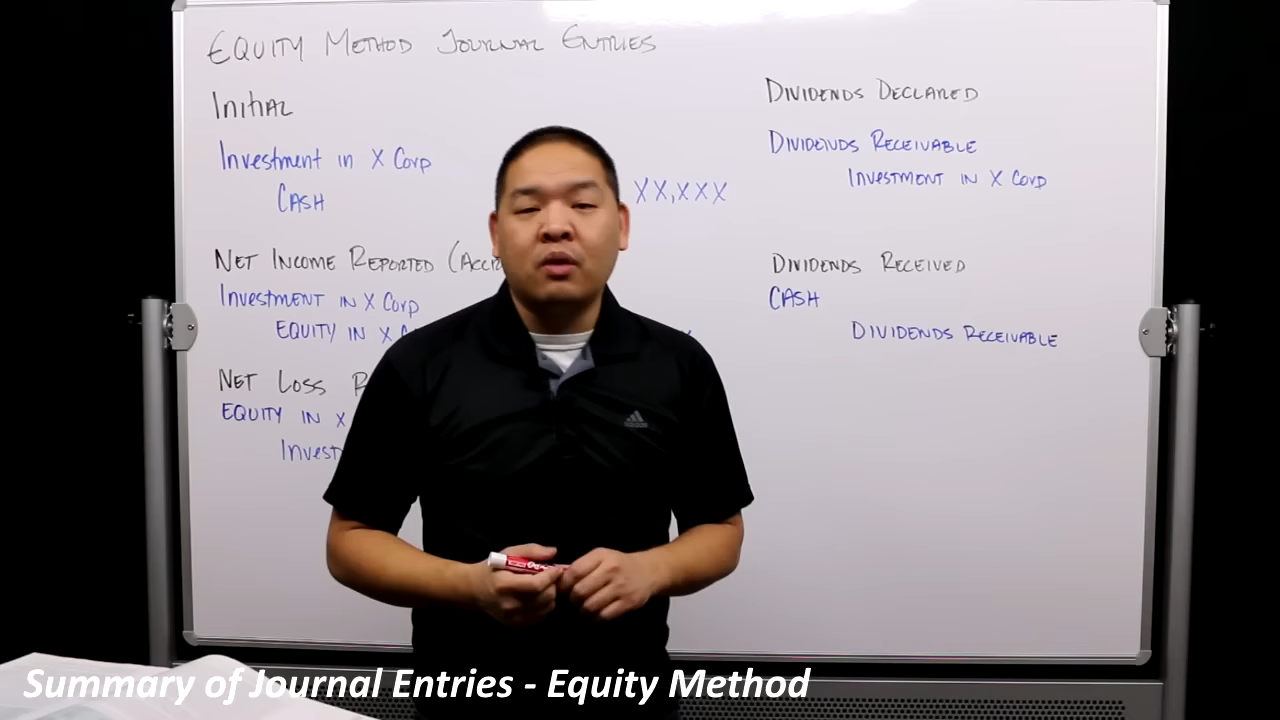 EQUITY METHOD JOURNAL ENTRIES
INITIAL
Investment in X Corp
CASH
XX,XXX
NET INCOME REPORTED
INVESTMENT IN X Corp
EQUITY IN X
NET LOSS
EQUITY IN X
DIVIDENDS DECLARED
DIVIDENDS RECEIVABLE
INVESTMENT IN X CORP
DIVIDENDS RECEIVED
CASH
DIVIDENDS RECEIVABLE
adidas
Summary of Journal Entries - Equity Method